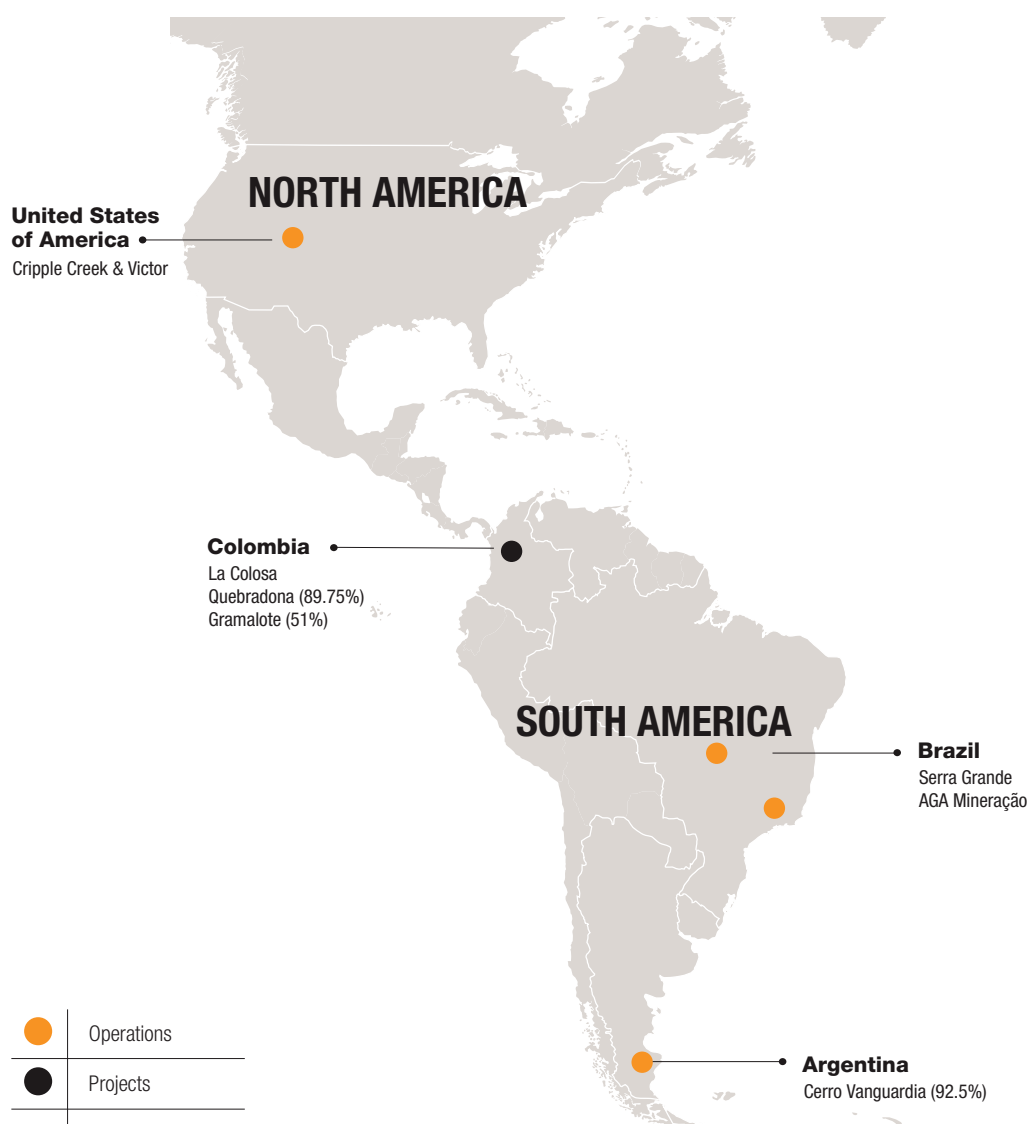 NORTH AMERICA
United States
of America
Cripple Creek & Victor
Colombia
La Colosa
Quebradona (89.75%)
Gramalote (51%)
SOUTH AMERICA
Brazil
Serra Grande
AGA Mineração
Argentina
Cerro Vanguardia (92.5%)
Operations
Projects